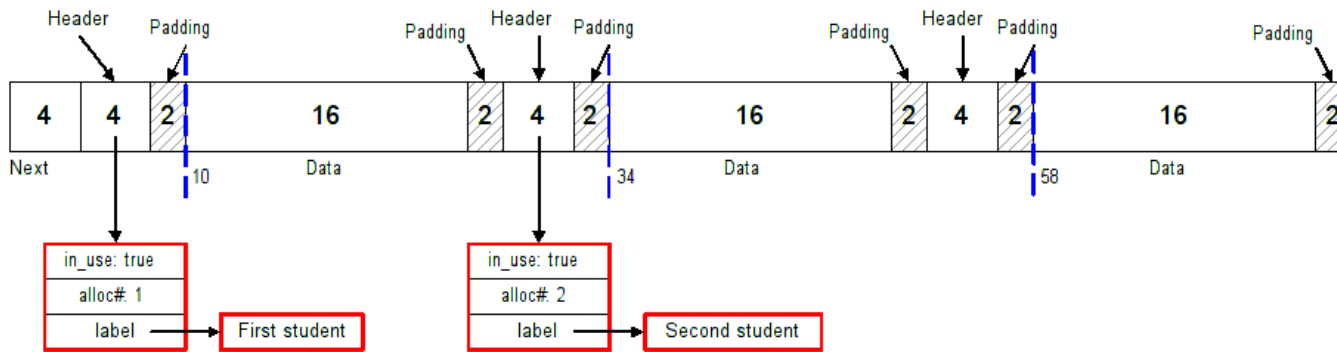 Header Padding Padding Header Padding Padding Header Padding Padding
4 4 2 16 2 4 2 16 2 4 2 16 2
Next 10 Data 34 Data 58 Data
in_use: true in_use: true
alloc#: 1 alloc#: 2
label First student label Second student